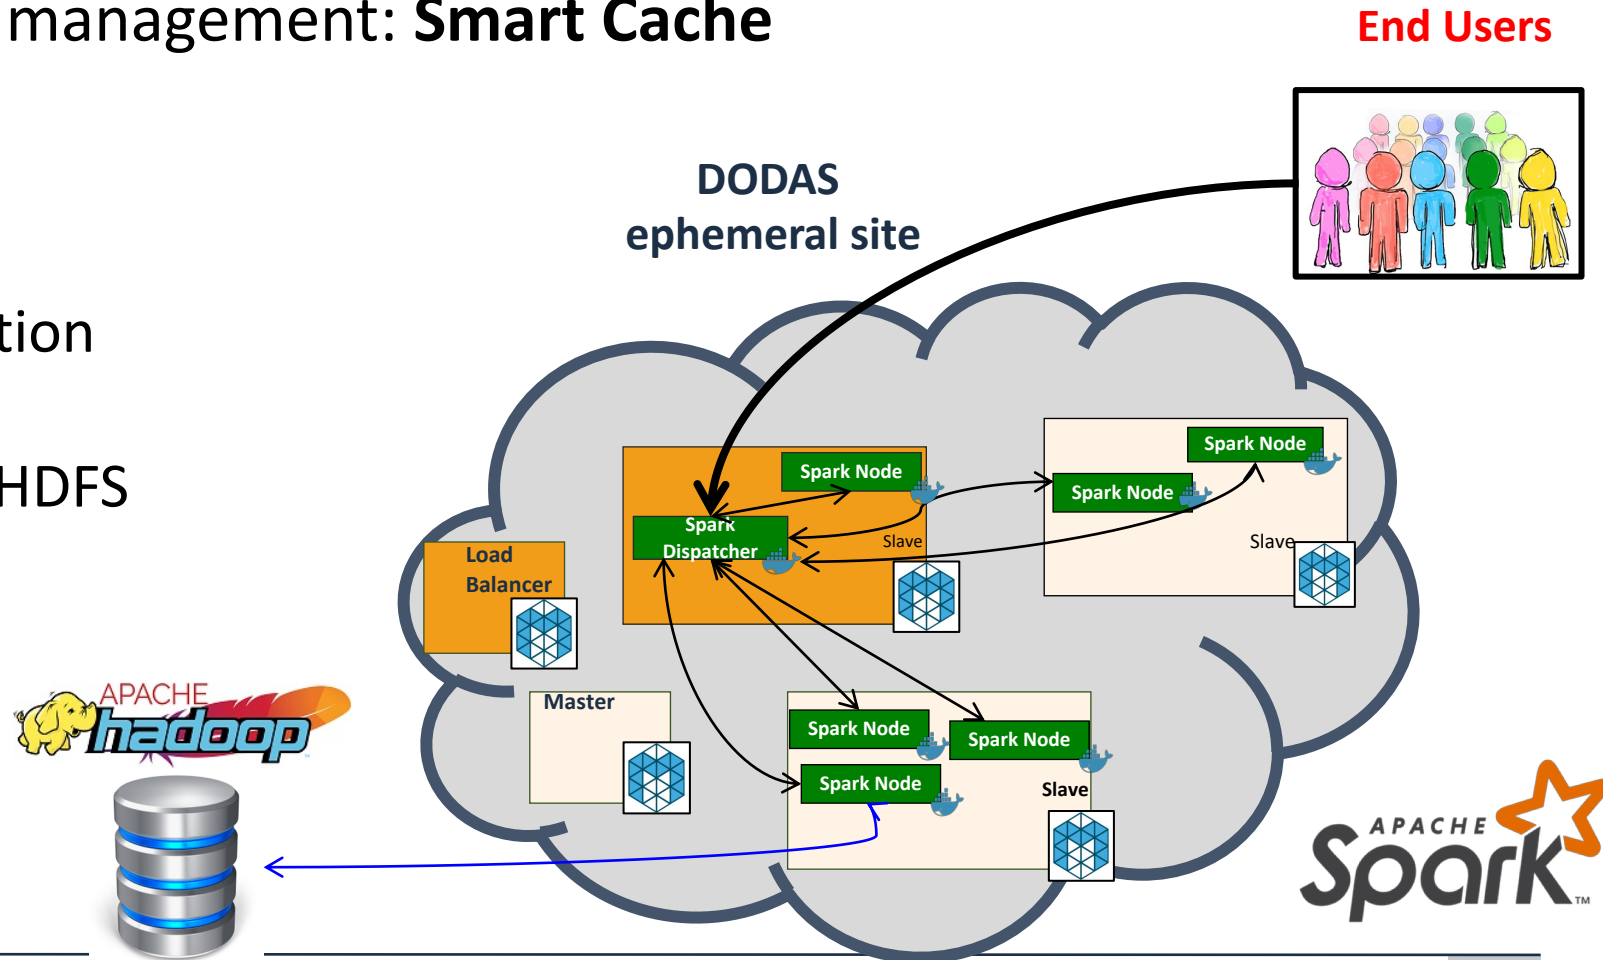 management: Smart Cache
End Users
DODAS
ephemeral site
tion
HDFS
Spark Node
Spark Node
Spark Node
Spark
Dispatcher
Slave
Slave
Load
Balancer
Master
Spark Node
Spark Node
Spark Node
Slave
APACHE
hadoop
APACHE
Spark™